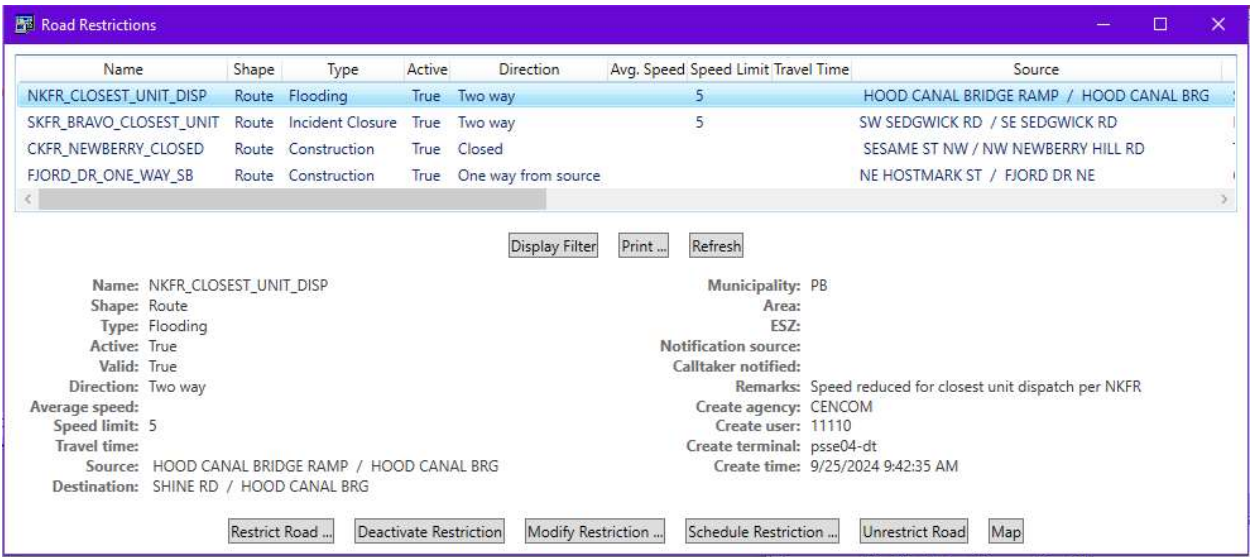 Road Restrictions
Name Shape Type Active Direction Avg. Speed Speed Limit Travel Time Source
NKFR_CLOSEST_UNIT_DISP Route Flooding True Two way 5 HOOD CANAL BRIDGE RAMP / HOOD CANAL BRG
SKFR_BRAVO_CLOSEST_UNIT Route Incident Closure True Two way 5 SW SEDGWICK RD / SE SEDGWICK RD
CKFR_NEWBERRY_CLOSED Route Construction True Closed SESAME ST NW / NW NEWBERRY HILL RD
FJORD_DR_ONE_WAY_SB Route Construction True One way from source NE HOSTMARK ST / FJORD DR NE
Display Filter Print ... Refresh
Name: NKFR_CLOSEST_UNIT_DISP
Shape: Route
Type: Flooding
Active: True
Valid: True
Direction: Two way
Average speed:
Speed limit: 5
Travel time:
Source: HOOD CANAL BRIDGE RAMP / HOOD CANAL BRG
Destination: SHINE RD / HOOD CANAL BRG
Municipality: PB
Area:
ESZ:
Notification source:
Calltaker notified:
Remarks: Speed reduced for closest unit dispatch per NKFR
Create agency: CENCOM
Create user: 11110
Create terminal: psse04-dt
Create time: 9/25/2024 9:42:35 AM
Restrict Road ... Deactivate Restriction Modify Restriction ... Schedule Restriction ... Unrestrict Road Map